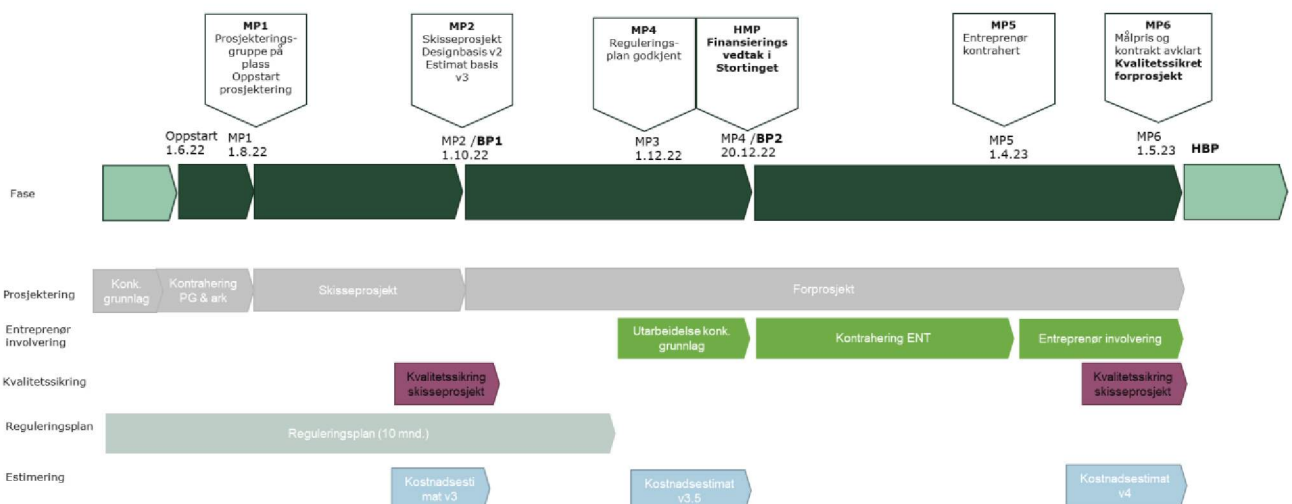 MP1
Prosjekterings-
gruppe på
plass
Oppstart
prosjektering
MP2
Skisseprosjekt
Designbasis v2
Estimat basis
v3
MP4
Regulerings-
plan godkjent
HMP
Finansierings
vedtak i
Stortinget
MP5
Entreprenør
kontrahert
MP6
Målpris og
kontrakt avklart
Kvalitetssikret
forprosjekt
Oppstart
1.6.22
MP1
1.8.22
MP2 /BP1
1.10.22
MP3
1.12.22
MP4 /BP2
20.12.22
MP5
1.4.23
MP6
1.5.23
HBP
Fase
Prosjektering
Konk.
grunnlag
Kontrahering
PG & ark
Skisseprosjekt
Forprosjekt
Entreprenør
involvering
Utarbeidelse konk.
grunnlag
Kontrahering ENT
Entreprenør involvering
Kvalitetssikring
Kvalitetssikring
skisseprosjekt
Kvalitetssikring
skisseprosjekt
Reguleringsplan
Reguleringsplan (10 mnd.)
Estimering
Kostnadsesti
mat v3
Kostnadsestimat
v3.5
Kostnadsestimat
v4